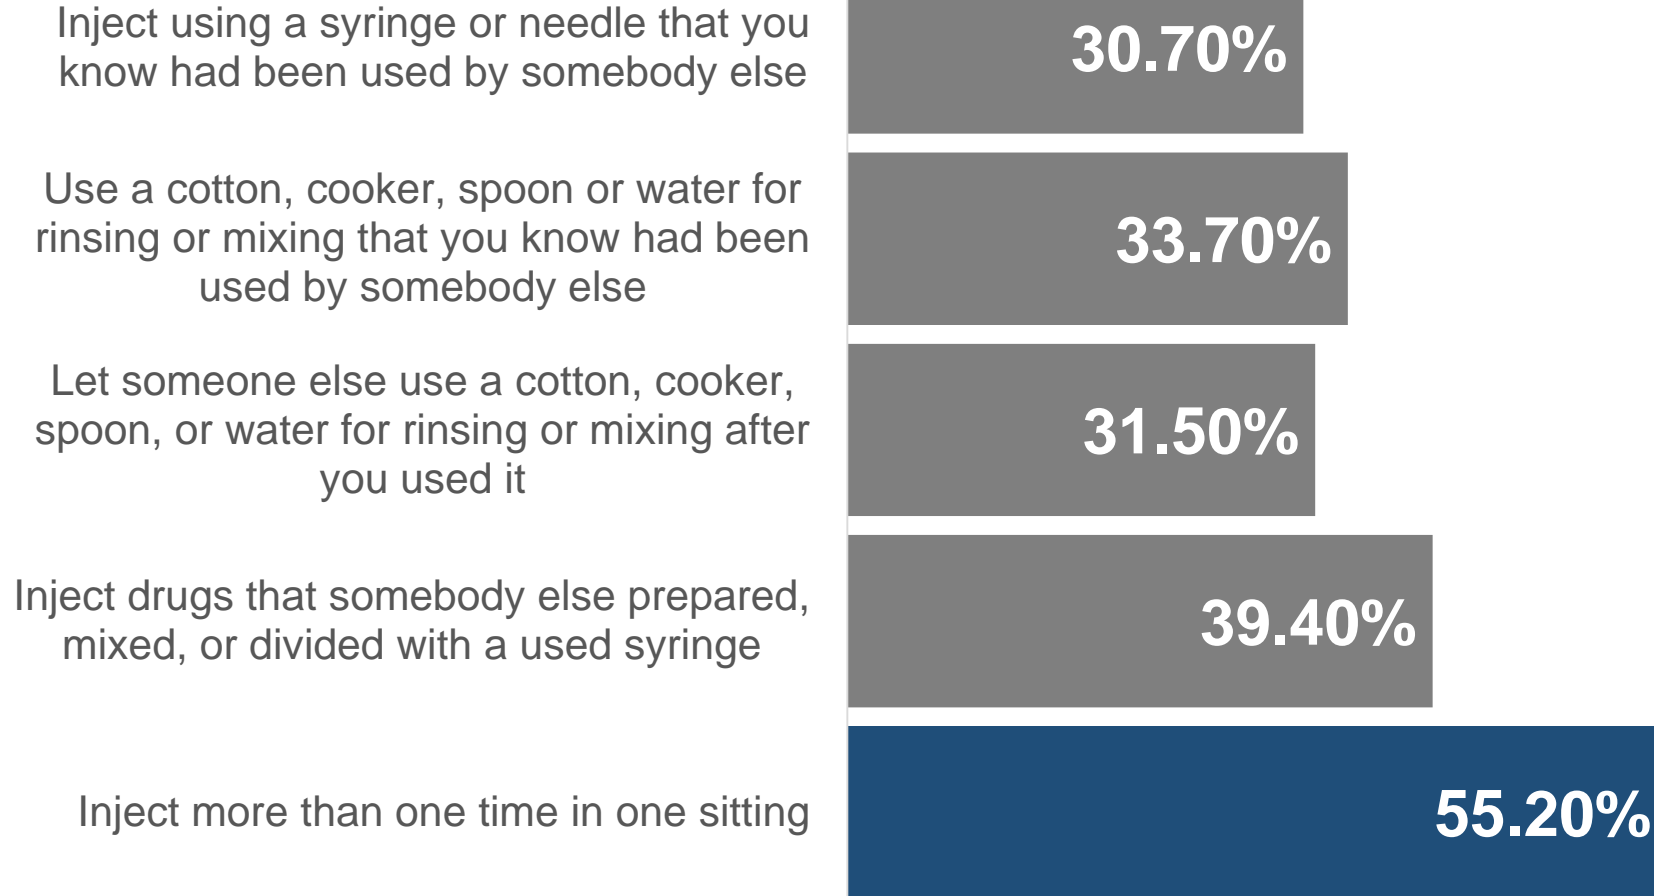 Inject using a syringe or needle that you
know had been used by somebody else
30.70%
Use a cotton, cooker, spoon or water for
rinsing or mixing that you know had been
used by somebody else
33.70%
Let someone else use a cotton, cooker,
spoon, or water for rinsing or mixing after
you used it
31.50%
Inject drugs that somebody else prepared,
mixed, or divided with a used syringe
39.40%
Inject more than one time in one sitting
55.20%